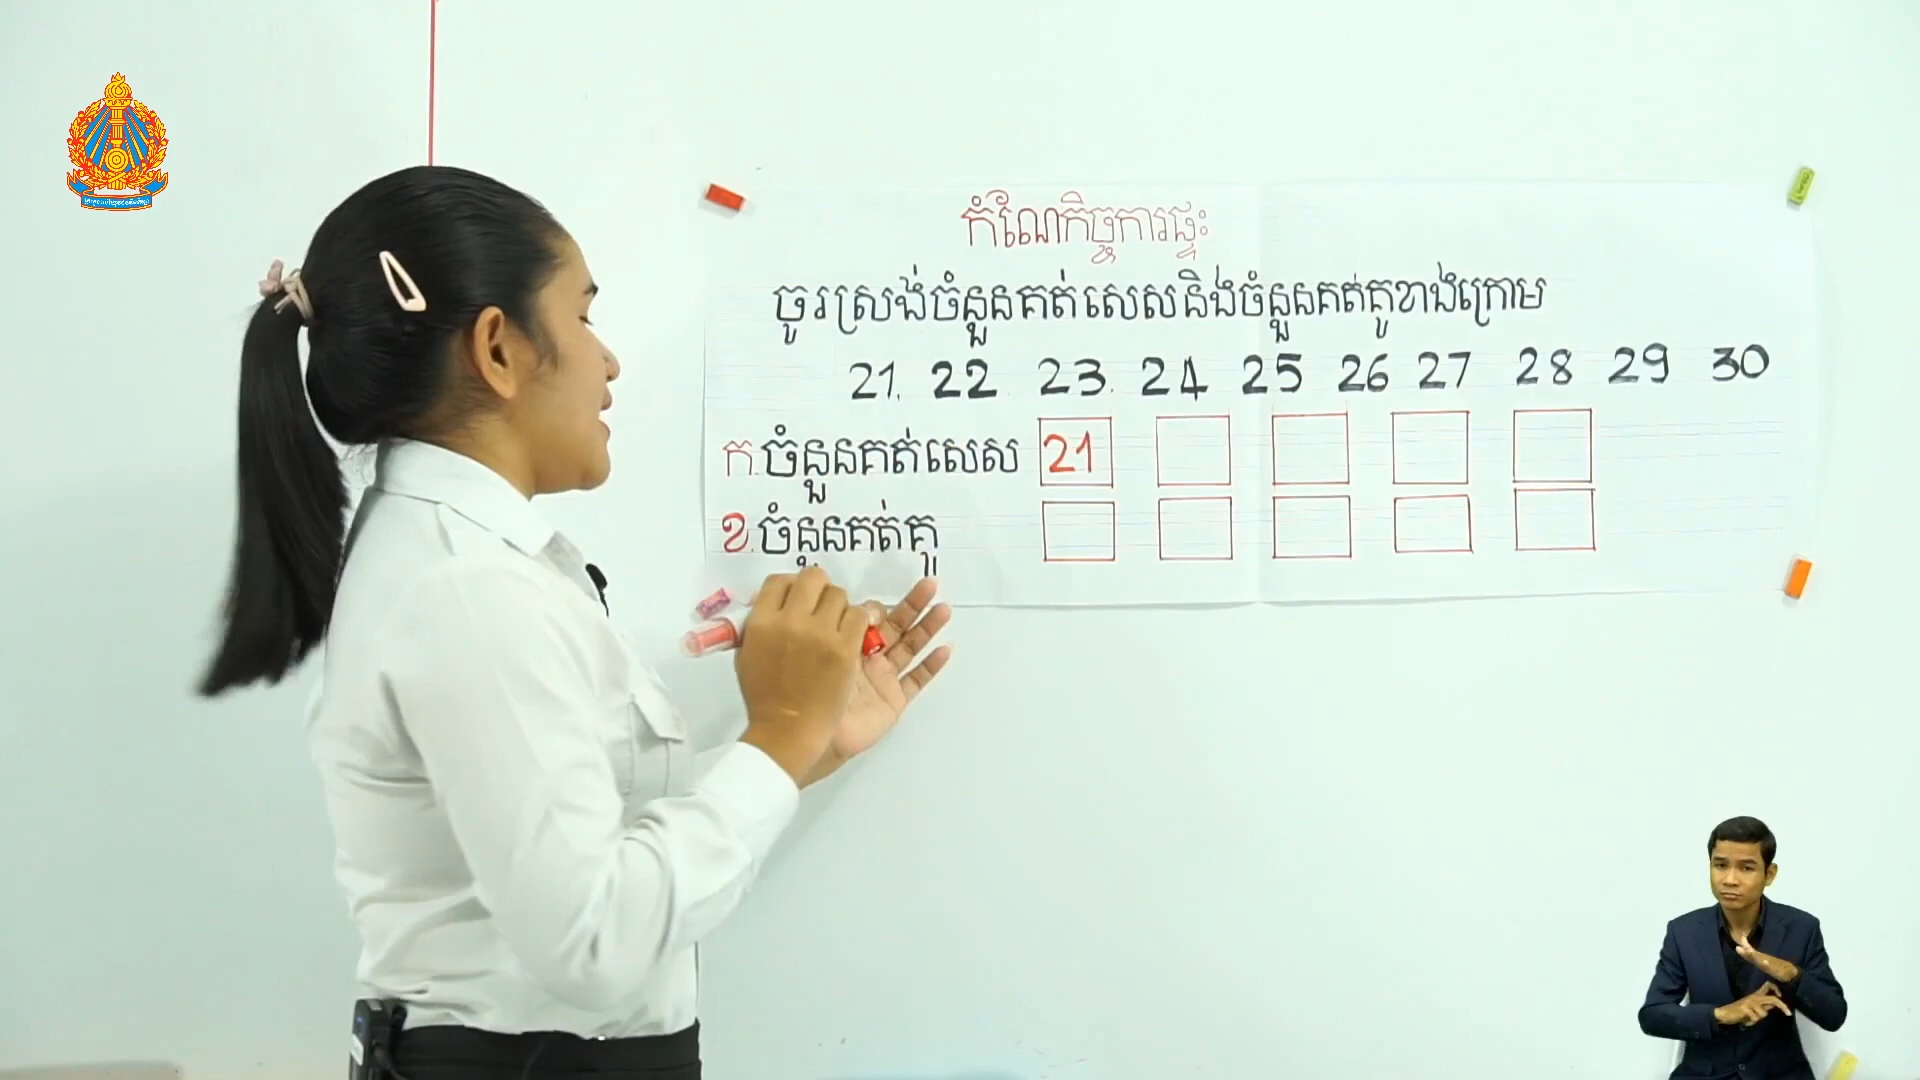 កំណែកិច្ចការផ្ទះ
ចូរស្រង់ចំនួនគត់សេសនិងចំនួនគត់គូខាងក្រោម
21. 22 23. 24 25 26 27 28 29 30
ក.ចំនួនគត់សេស 21
ខ.ចំនួនគត់គូ